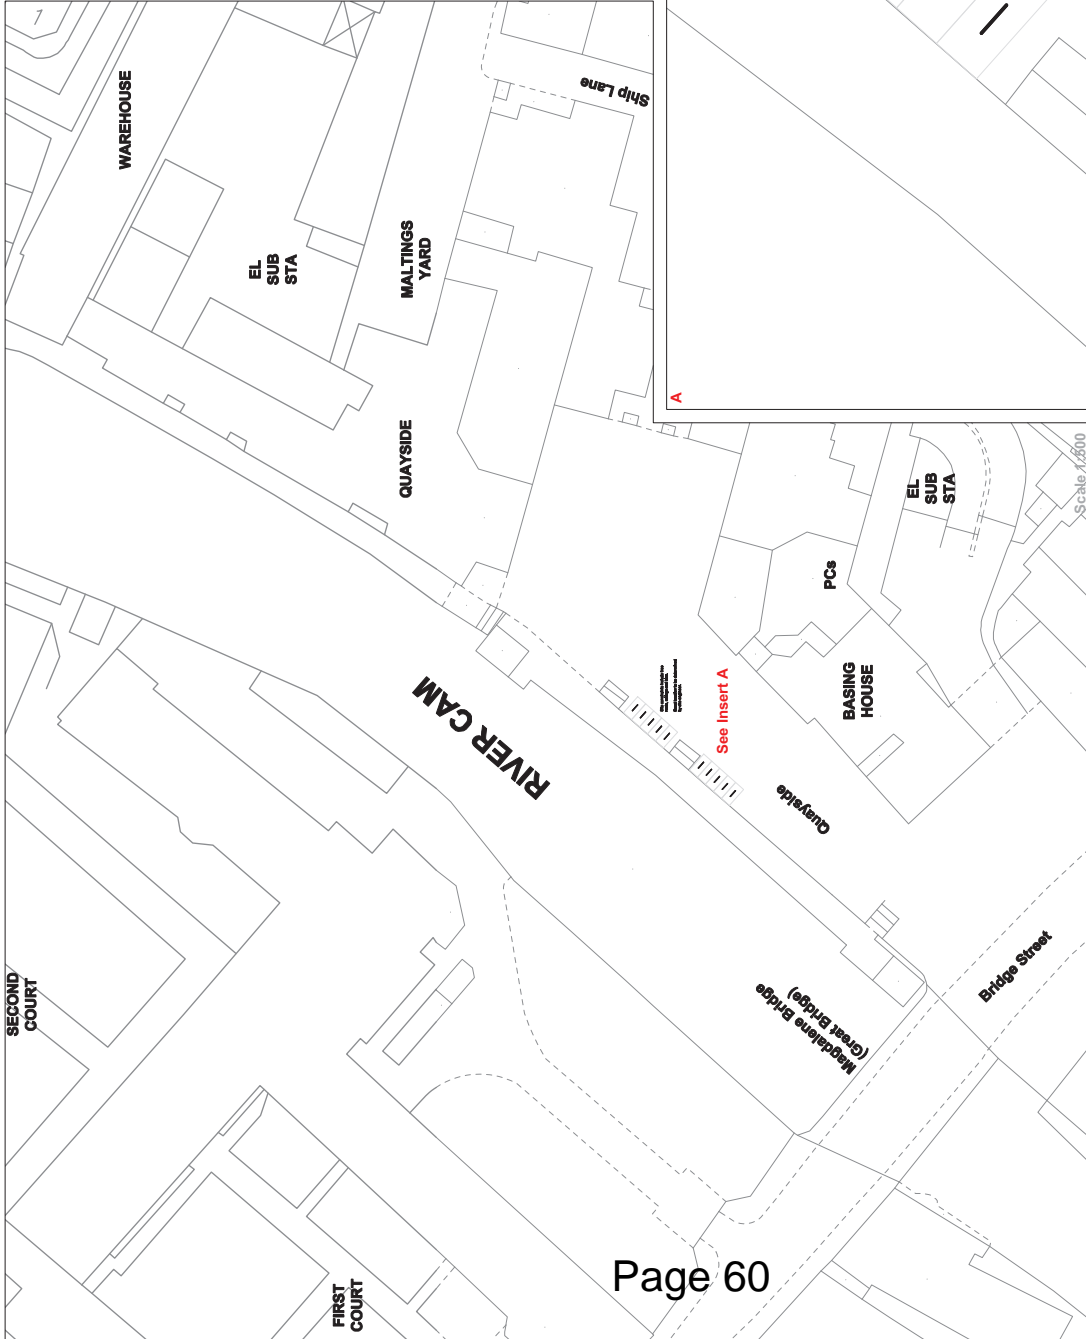 1
WAREHOUSE
Ship Lane
EL
SUB
STA
MALTINGS
YARD
A
QUAYSIDE
Scale 1:500
EL
SUB
STA
PCs
See Insert A
BASING
HOUSE
RIVER CAM
Quayside
SECOND
COURT
Bridge Street
Magdalene Bridge
(Great Bridge)
FIRST
COURT
Page 60